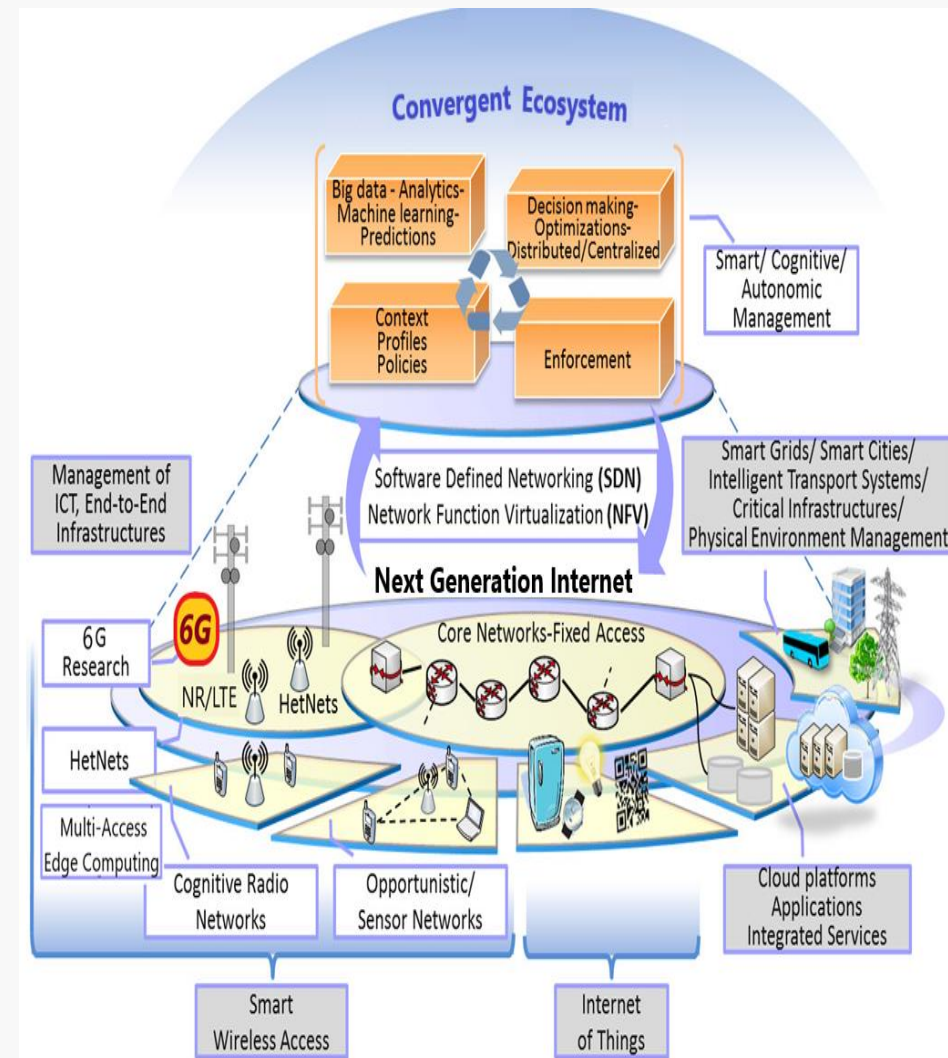 Convergent Ecosystem
Big data - Analytics-
Machine learning-
Predictions
Decision making-
Optimizations-
Distributed/Centralized
Smart/ Cognitive/
Autonomic
Management
Context
Profiles
Policies
Enforcement
Management of
ICT, End-to-End
Infrastructures
Software Defined Networking (SDN)
Network Function Virtualization (NFV)
Smart Grids/ Smart Cities/
Intelligent Transport Systems/
Critical Infrastructures/
Physical Environment Management
Next Generation Internet
6G
Research
6G
Core Networks-Fixed Access
NR/LTE
HetNets
HetNets
Multi-Access
Edge Computing
Cognitive Radio
Networks
Opportunistic/
Sensor Networks
Cloud platforms
Applications
Integrated Services
Smart
Wireless Access
Internet
of Things